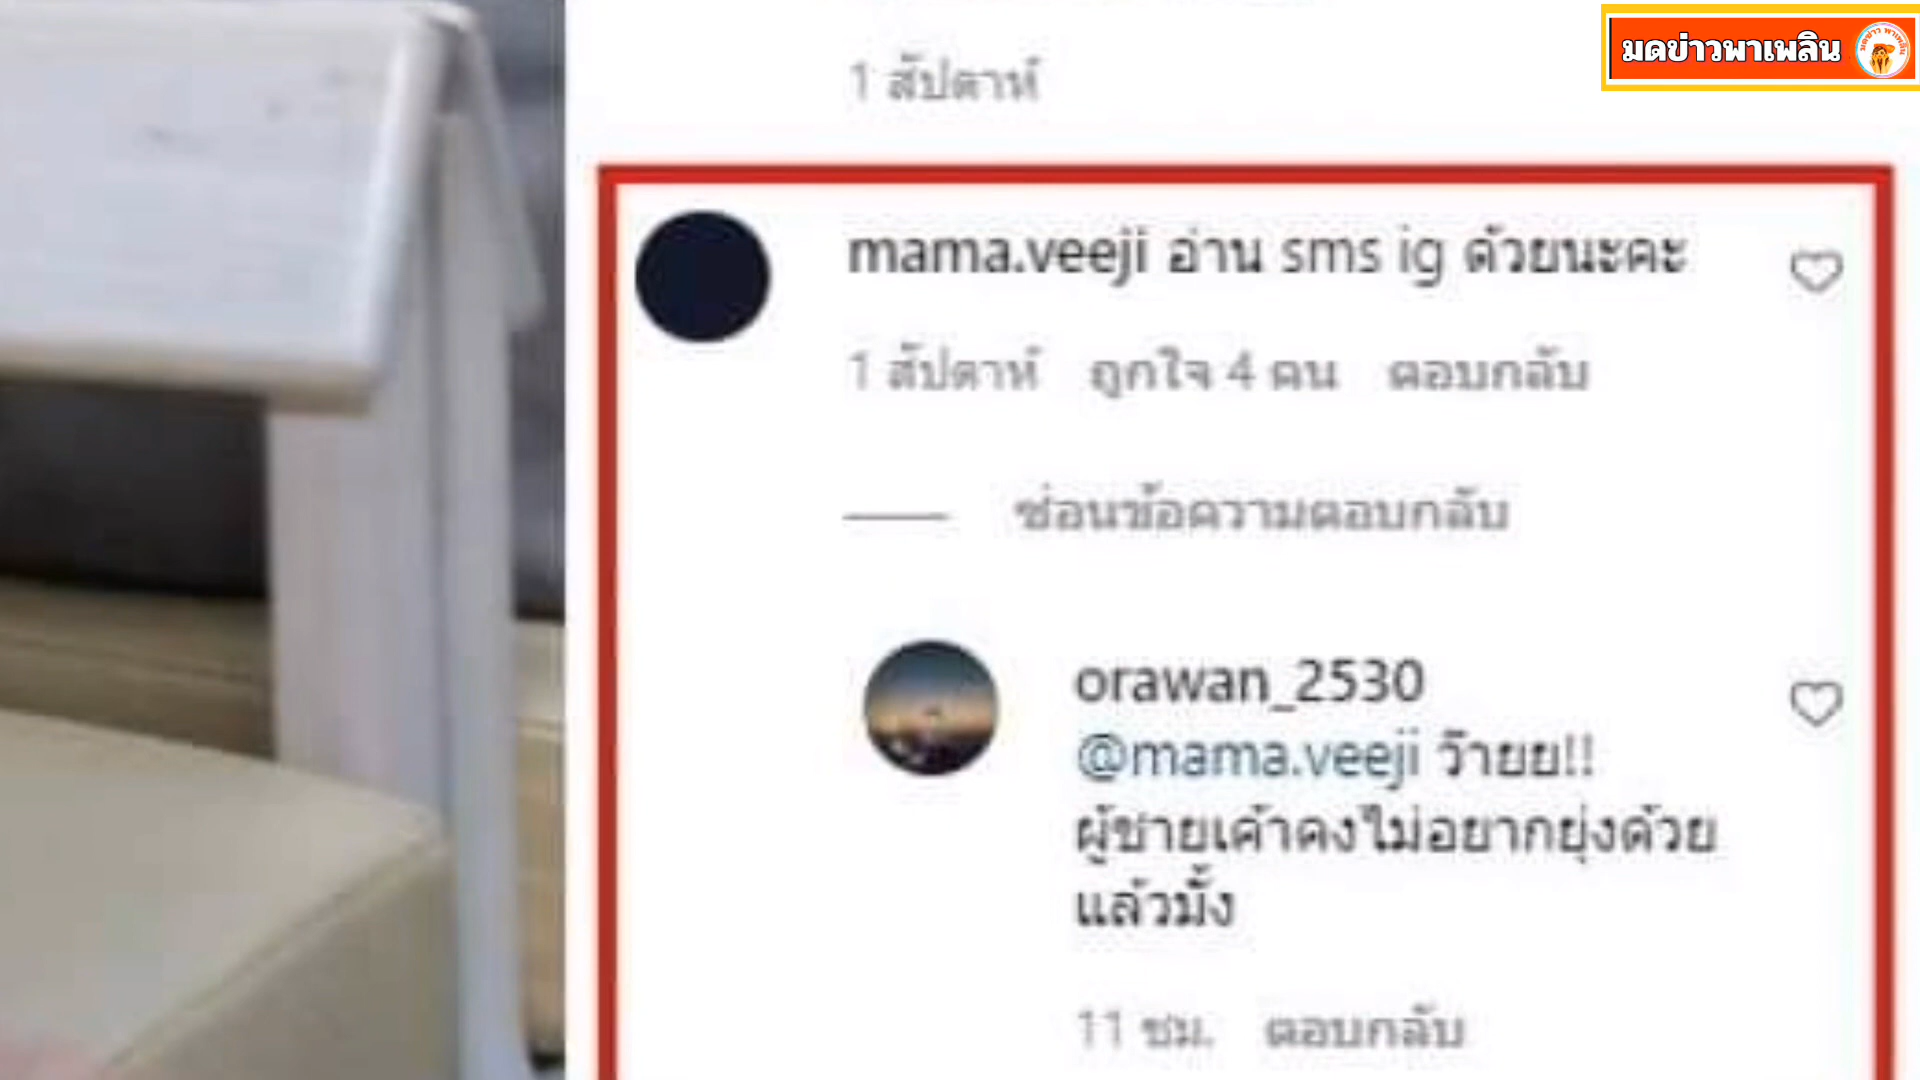 มดข่าวพาเพลิน
1 สัปดาห์
mama.veeji อ่าน sms ig ด้วยนะคะ
1 สัปดาห์ ถูกใจ 4 คน ตอบกลับ
ซ่อนข้อความตอบกลับ
orawan_2530
@mama.veeji ว๊ายย!!
ผู้ชายเค้าคงไม่อยากยุ่งด้วย
แล้วมั้ง
11 ชม. ตอบกลับ